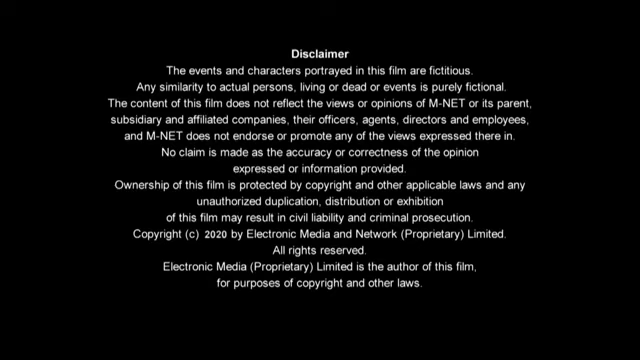 Disclaimer
The events and characters portrayed in this film are fictitious.
Any similarity to actual persons, living or dead or events is purely fictional.
The content of this film does not reflect the views or opinions of M-NET or its parent,
subsidiary and affiliated companies, their officers, agents, directors and employees,
and M-NET does not endorse or promote any of the views expressed there in.
No claim is made as the accuracy or correctness of the opinion
expressed or information provided.
Ownership of this film is protected by copyright and other applicable laws and any
unauthorized duplication, distribution or exhibition
of this film may result in civil liability and criminal prosecution.
Copyright (c) 2020 by Electronic Media and Network (Proprietary) Limited.
All rights reserved.
Electronic Media (Proprietary) Limited is the author of this film,
for purposes of copyright and other laws.